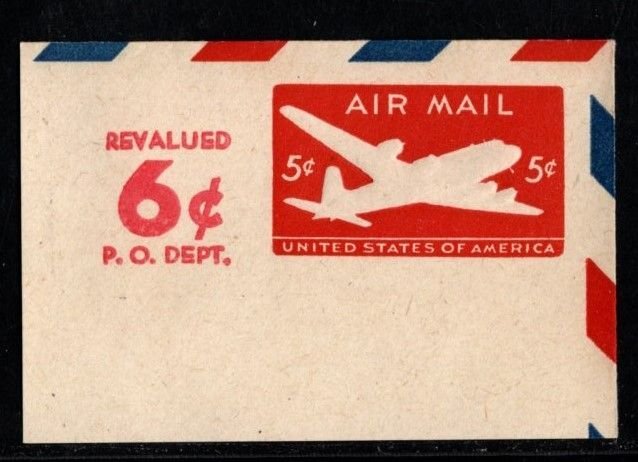 REVALUED
6¢
P. O. DEPT.
AIR MAIL
5¢ 5¢
UNITED STATES OF AMERICA